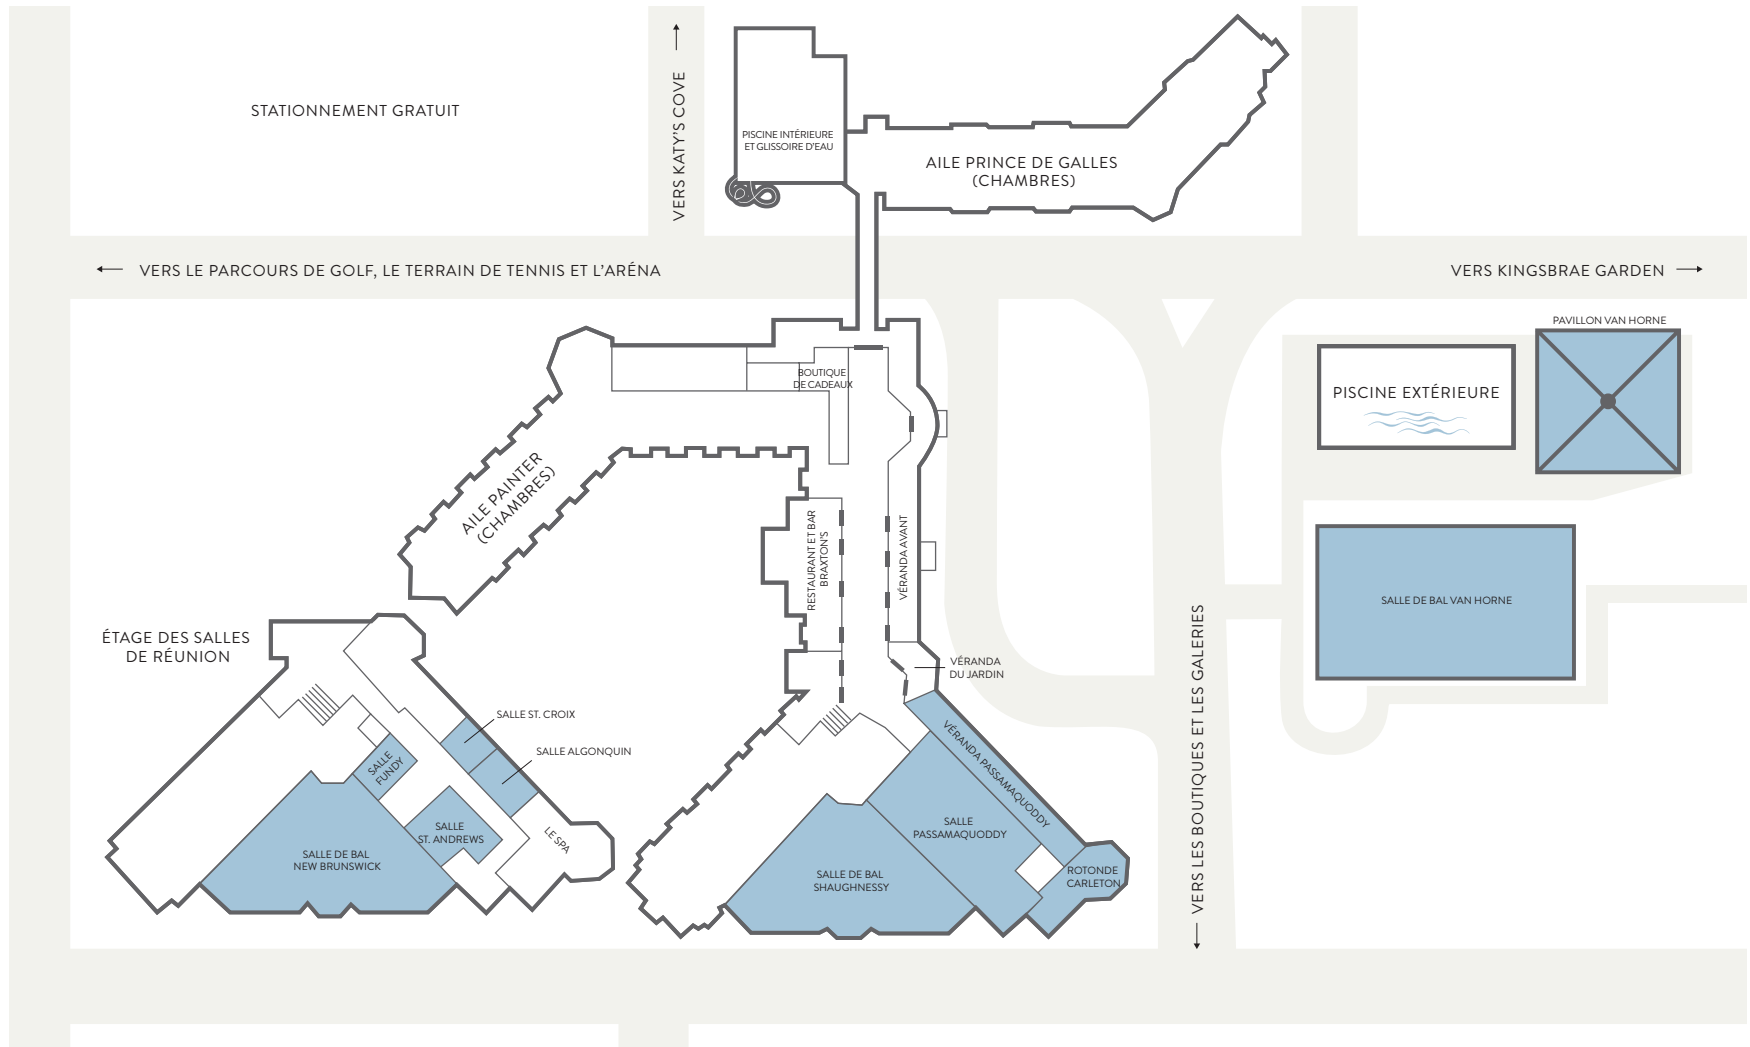 STATIONNEMENT GRATUIT
VERS KATY'S COVE
PISCINE INTÉRIEURE
ET GLISSOIRE D'EAU
AILE PRINCE DE GALLES
(CHAMBRES)
VERS LE PARCOURS DE GOLF, LE TERRAIN DE TENNIS ET L'ARÉNA
VERS KINGSBRAE GARDEN
PAVILLON VAN HORNE
BOUTIQUE
DE CADEAUX
PISCINE EXTÉRIEURE
AILE PAINTER
(CHAMBRES)
RESTAURANT ET BAR
BRAXTON'S
VÉRANDA AVANT
SALLE DE BAL VAN HORNE
ÉTAGE DES SALLES
DE RÉUNION
VÉRANDA
DU JARDIN
SALLE ST. CROIX
SALLE ALGONQUIN
SALLE
FUNDY
SALLE
ST. ANDREWS
LE SPA
SALLE DE BAL
NEW BRUNSWICK
VÉRANDA PASSAMAQUODDY
SALLE
PASSAMAQUODDY
ROTONDE
CARLETON
SALLE DE BAL
SHAUGHNESSY
VERS LES BOUTIQUES ET LES GALERIES